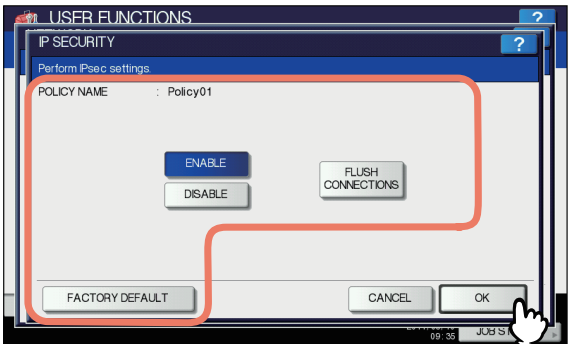 USER FUNCTIONS
?
IP SECURITY
?
Perform IPsec settings.
POLICY NAME : Policy01
ENABLE
FLUSH
CONNECTIONS
DISABLE
FACTORY DEFAULT
CANCEL
OK
09:35